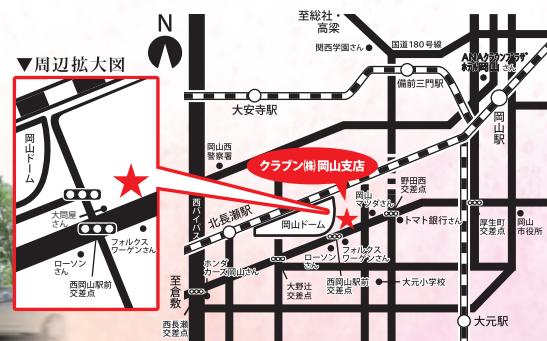 N
至総社・
高梁
関西学園さん
国道180号線
ANAクラウンプラザ
ホテル岡山さん
▼周辺拡大図
備前三門駅
大安寺駅
岡山駅
岡山西
警察署
クラブン㈱岡山支店
野田西
交差点
岡山ドーム
岡山
マツダさん
西バイパス
北長瀬駅
岡山ドーム
トマト銀行さん
厚生町
交差点
岡山
市役所
大問屋
さん
フォルクス
ワーゲンさん
ローソン
さん
西岡山駅前
交差点
ホンダ
カーズ岡山さん
ローソン
さん
フォルクス
ワーゲンさん
至倉敷
大野辻
交差点
西岡山駅前
交差点
大元小学校
西長瀬
交差点
大元駅